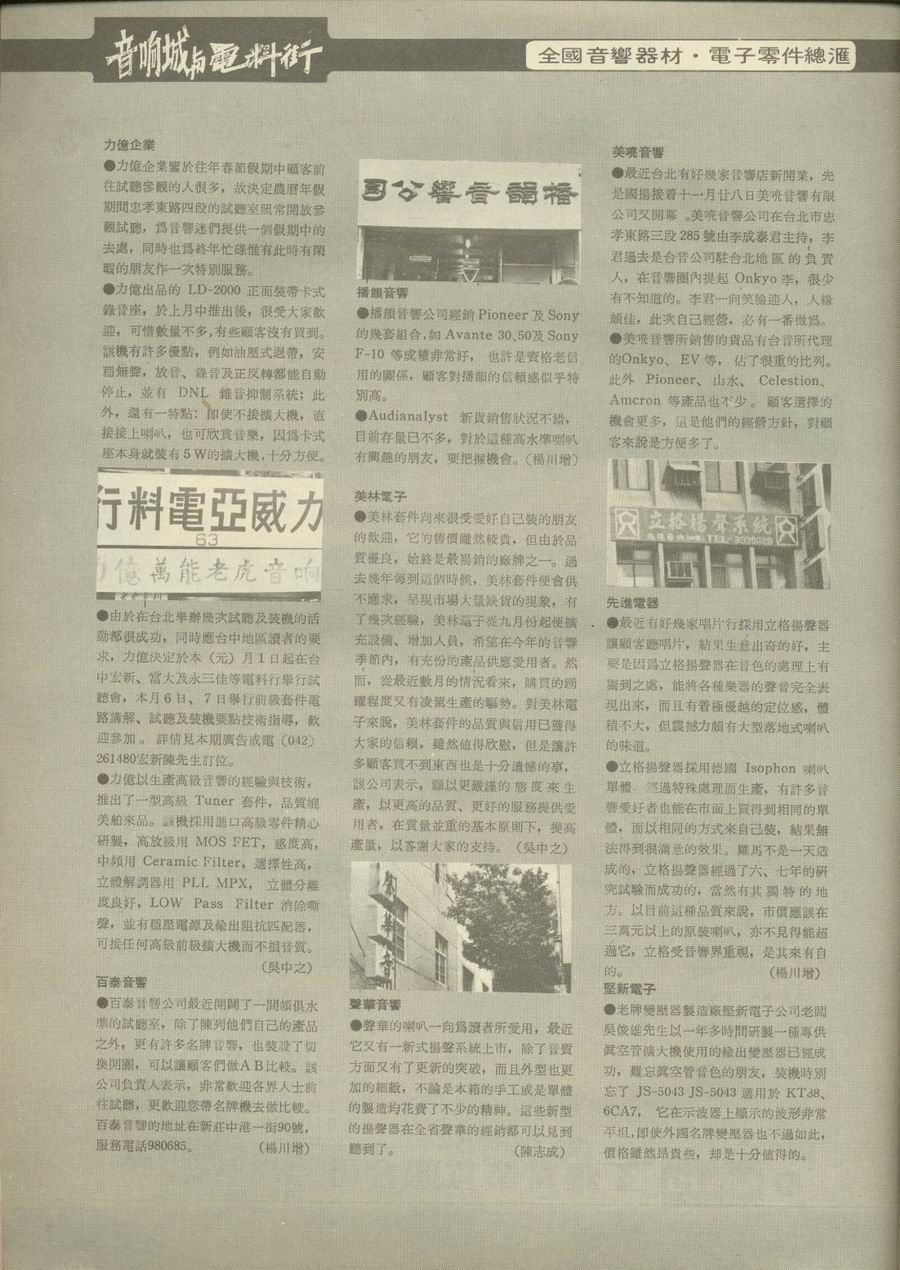 音响城与電料街
全國音響器材・電子零件總滙
力億企業
●力億企業鑒於往年春節假期中顧客前
往試聽參觀的人很多，故決定農曆年假
期間忠孝東路四段的試聽室照常開放參
觀試聽，爲音響迷們提供一個假期中的
去處，同時也爲終年忙碌惟有此時有閑
暇的朋友作一次特別服務。
●力億出品的 LD-2000 正面裝帶卡式
錄音座，於上月中推出後，很受大家歡
迎，可惜數量不多，有些顧客沒有買到。
該機有許多優點，例如油壓式退帶，安
穩無聲，放音、錄音及正反轉都能自動
停止，並有 DNL 雜音抑制系統；此
外，還有一特點：即使不接擴大機，直
接接上喇叭，也可欣賞音樂，因爲卡式
座本身就裝有５W的擴大機，十分方便。
行料電亞威力
63
力億萬能老虎音响
●由於在台北舉辦幾次試聽及裝機的活
動都很成功，同時應台中地區讀者的要
求，力億決定於本（元）月１日起在台
中宏新、富大及永三佳等電料行舉行試
聽會，本月６日、７日舉行前級套件電
路講解、試聽及裝機要點技術指導，歡
迎參加。詳情見本期廣告或電（042）
261480宏新陳先生訂位。
●力億以生產高級音響的經驗與技術，
推出了一型高級 Tuner 套件，品質媲
美舶來品。該機採用進口高級零件精心
研製，高放級用 MOS FET，感度高，
中頻用 Ceramic Filter，選擇性高，
立體解調器用 PLL MPX， 立體分離
度良好，LOW Pass Filter 消除嘶
聲，並有穩壓電源及輸出阻抗匹配器，
可接任何高級前級擴大機而不損音質。
（吳中之）
百泰音響
●百泰音響公司最近開闢了一間頗俱水
準的試聽室，除了陳列他們自己的產品
之外，更有許多名牌音響，也裝設了切
換開關，可以讓顧客們做ＡＢ比較。該
公司負責人表示，非常歡迎各界人士前
往試聽，更歡迎您帶名牌機去做比較。
百泰音響的地址在新莊中港一街90號，
服務電話980685。 （楊川增）
司公響音韻播
播韻音響
●播韻音響公司經銷 Pioneer 及 Sony
的幾套組合，如 Avante 30、50及 Sony
F-10 等成績非常好， 也許是資格老信
用的關係，顧客對播韻的信賴感似乎特
別高。
●Audianalyst 新貨銷售狀況不錯，
目前存量已不多，對於這種高水準喇叭
有興趣的朋友，要把握機會。（楊川增）
美林電子
●美林套件向來很受愛好自己裝的朋友
的歡迎，它的售價雖然較貴，但由於品
質優良，始終是最暢銷的廠牌之一。過
去幾年每到這個時候，美林套件便會供
不應求，呈現市場大量缺貨的現象，有
了幾次經驗，美林電子從九月份起便擴
充設備、增加人員，希望在今年的音響
季節內，有充份的產品供應愛用者。然
而，從最近數月的情況看來，購買的踴
躍程度又有凌駕生產的驅勢。對美林電
子來說，美林套件的品質與信用已獲得
大家的信賴，雖然值得欣慰，但是讓許
多顧客買不到東西也是十分遺憾的事，
該公司表示，願以更嚴謹的態度來生
產，以更高的品質、更好的服務提供愛
用者，在質量並重的基本原則下，提高
產量，以答謝大家的支持。（吳中之）
聲華音
聲華音響
●聲華的喇叭一向爲讀者所愛用，最近
它又有一新式揚聲系統上市，除了音質
方面又有了更新的突破，而且外型也更
加的細緻，不論是木箱的手工或是單體
的製造均花費了不少的精神。這些新型
的揚聲器在全省聲華的經銷都可以見到
聽到了。 （陳志成）
美喨音響
●最近台北有好幾家音響店新開業，先
是國揚接着十一月廿八日美喨音響有限
公司又開幕。美喨音響公司在台北市忠
孝東路三段 285 號由李成泰君主持，李
君過去是台音公司駐台北地區的負責
人，在音響圈內提起 Onkyo 李，很少
有不知道的。李君一向笑臉迎人，人緣
頗佳，此次自己經營，必有一番做爲。
●美喨音響所銷售的貨品有台音所代理
的Onkyo、EV 等， 佔了很重的比列。
此外 Pioneer、山水、Celestion、
Amcron 等產品也不少。 顧客選擇的
機會更多，這是他們的經營方針，對顧
客來說是方便多了。
立格揚聲系統
先進電器
●最近有好幾家唱片行採用立格揚聲器
讓顧客聽唱片，結果生意出奇的好，主
要是因爲立格揚聲器在音色的處理上有
獨到之處，能將各種樂器的聲音完全表
現出來，而且有着極優越的定位感，體
積不大，但震撼力頗有大型落地式喇叭
的味道。
●立格揚聲器採用德國 Isophon 喇叭
單體 經過特殊處理而生產，有許多音
響愛好者也能在市面上買得到相同的單
體，而以相同的方式來自己裝，結果無
法得到很滿意的效果。羅馬不是一天造
成的，立格揚聲器經過了六、七年的研
究試驗而成功的，當然有其獨特的地
方。以目前這種品質來說，市價應該在
三萬元以上的原裝喇叭，亦不見得能超
過它，立格受音響界重視，是其來有自
的。 （楊川增）
堅新電子
●老牌變壓器製造廠堅新電子公司老闆
吳俊雄先生以一年多時間研製一種專供
眞空管擴大機使用的輸出變壓器已經成
功，難忘眞空管音色的朋友，裝機時別
忘了 JS-5043 JS-5043 適用於 KT88、
6CA7， 它在示波器上顯示的波形非常
平坦，即使外國名牌變壓器也不過如此，
價格雖然昂貴些，却是十分値得的。